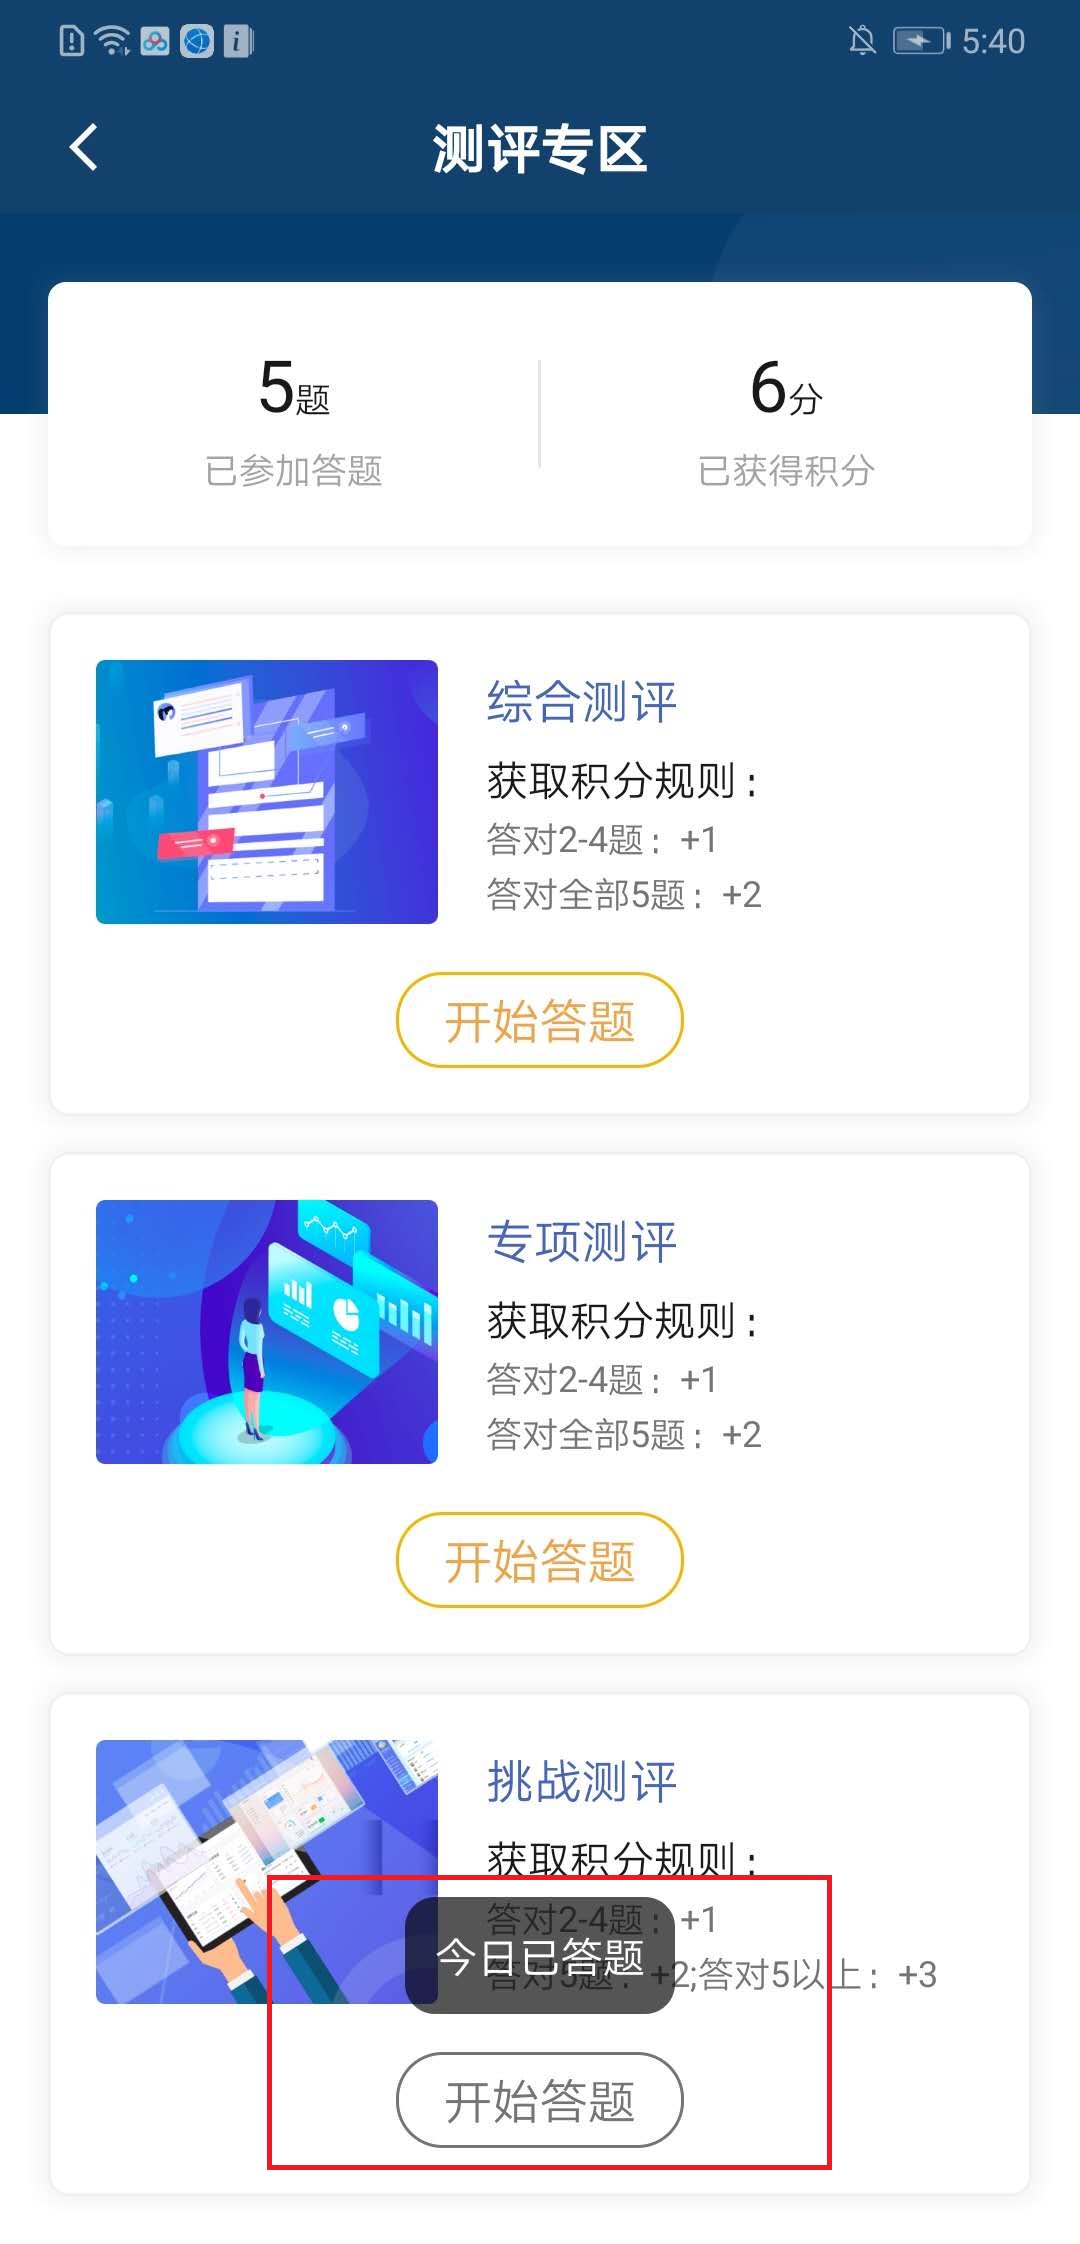 5:40
测评专区
5题
6分
已参加答题
已获得积分
综合测评
获取积分规则：
答对2-4题：+1
答对全部5题：+2
开始答题
专项测评
获取积分规则：
答对2-4题：+1
答对全部5题：+2
开始答题
挑战测评
获取积分规则：
答对2-4题：+1
今日已答题
答对5题：+2;答对5以上：+3
开始答题